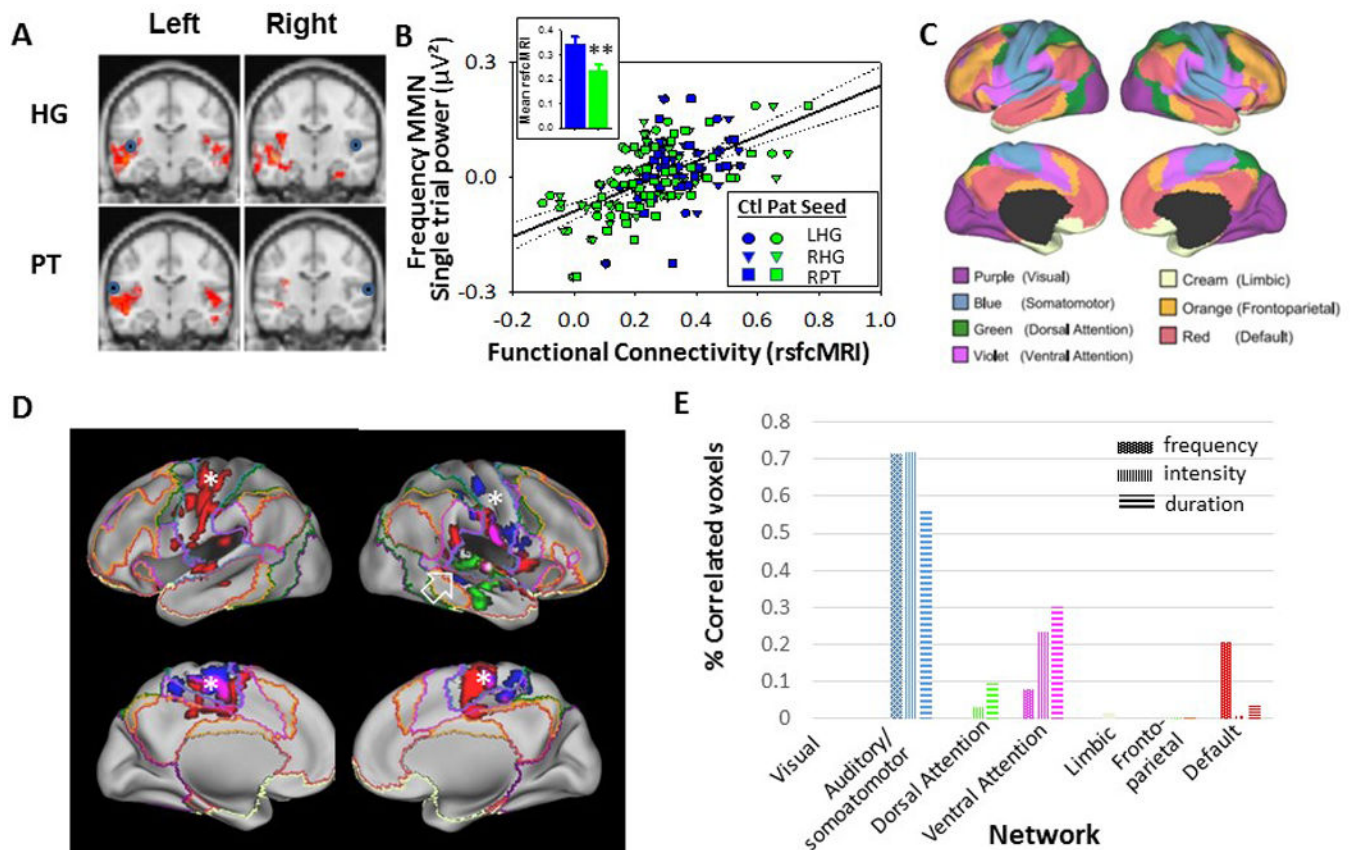 A
Left Right
HG
PT
B
Frequency MMN
Single trial power (µV²)
0.3
0.0
-0.3
Mean rsfcMRI
0.4
0.3
0.2
0.1
0.0
**
Ctl Pat Seed
LHG
RHG
RPT
-0.2 0.0 0.2 0.4 0.6 0.8 1.0
Functional Connectivity (rsfcMRI)
C
Purple (Visual)
Blue (Somatomotor)
Green (Dorsal Attention)
Violet (Ventral Attention)
Cream (Limbic)
Orange (Frontoparietal)
Red (Default)
D
*
*
*
*
E
% Correlated voxels
0.8
0.7
0.6
0.5
0.4
0.3
0.2
0.1
0
frequency
intensity
duration
Visual
Auditory/
somoatomotor
Dorsal Attention
Ventral Attention
Limbic
Fronto-
parietal
Default
Network